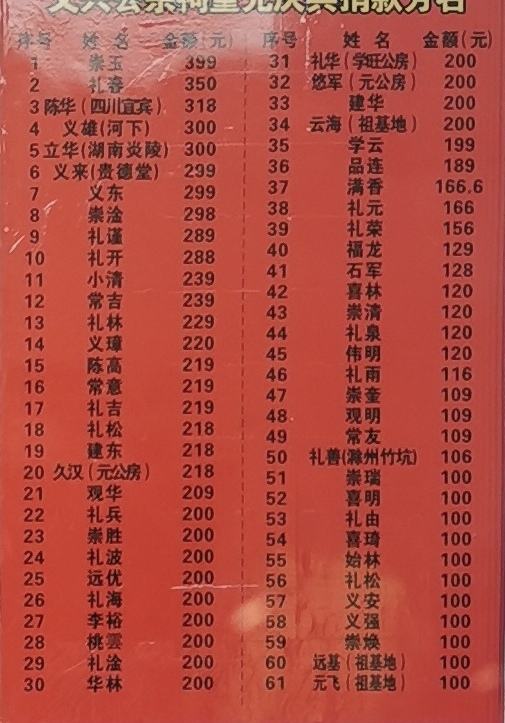 公宗祠重光庆典捐款芳名
序号 姓名 金额(元)
1 崇玉 399
2 礼春 350
3 陈华(四川宜宾) 318
4 义雄(河下) 300
5 立华(湖南炎陵) 300
6 义来(贵德堂) 299
7 义东 299
8 崇淦 298
9 礼谨 289
10 礼开 288
11 小清 239
12 常吉 239
13 礼林 229
14 义璋 220
15 陈高 219
16 常意 219
17 礼吉 219
18 礼松 218
19 建东 218
20 久汉(元公房) 218
21 观华 209
22 礼兵 200
23 崇胜 200
24 礼波 200
25 远优 200
26 礼海 200
27 李裕 200
28 桃雲 200
29 礼淦 200
30 华林 200
序号 姓名 金额(元)
31 礼华(学旺公房) 200
32 悠军(元公房) 200
33 建华 200
34 云海(祖基地) 200
35 学云 199
36 品连 189
37 满香 166.6
38 礼元 166
39 礼荣 156
40 福龙 129
41 石军 128
42 喜林 120
43 崇清 120
44 礼泉 120
45 伟明 120
46 礼南 116
47 崇奎 109
48 观明 109
49 常友 109
50 礼善(滁州竹坑) 106
51 崇瑞 100
52 喜明 100
53 礼由 100
54 喜琦 100
55 始林 100
56 礼松 100
57 义安 100
58 义强 100
59 崇焕 100
60 远基(祖基地) 100
61 元飞(祖基地) 100